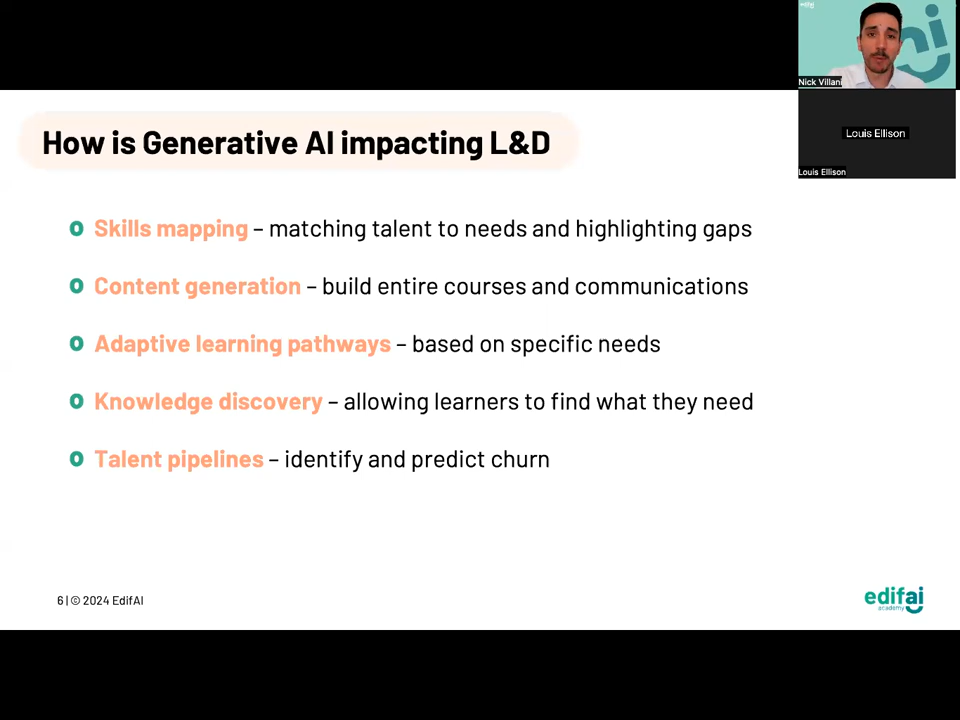 Nick Villani
Louis Ellison
Louis Ellison
How is Generative AI impacting L&D
Skills mapping – matching talent to needs and highlighting gaps
Content generation – build entire courses and communications
Adaptive learning pathways – based on specific needs
Knowledge discovery – allowing learners to find what they need
Talent pipelines – identify and predict churn
6 | © 2024 EdifAI
edifai
academy